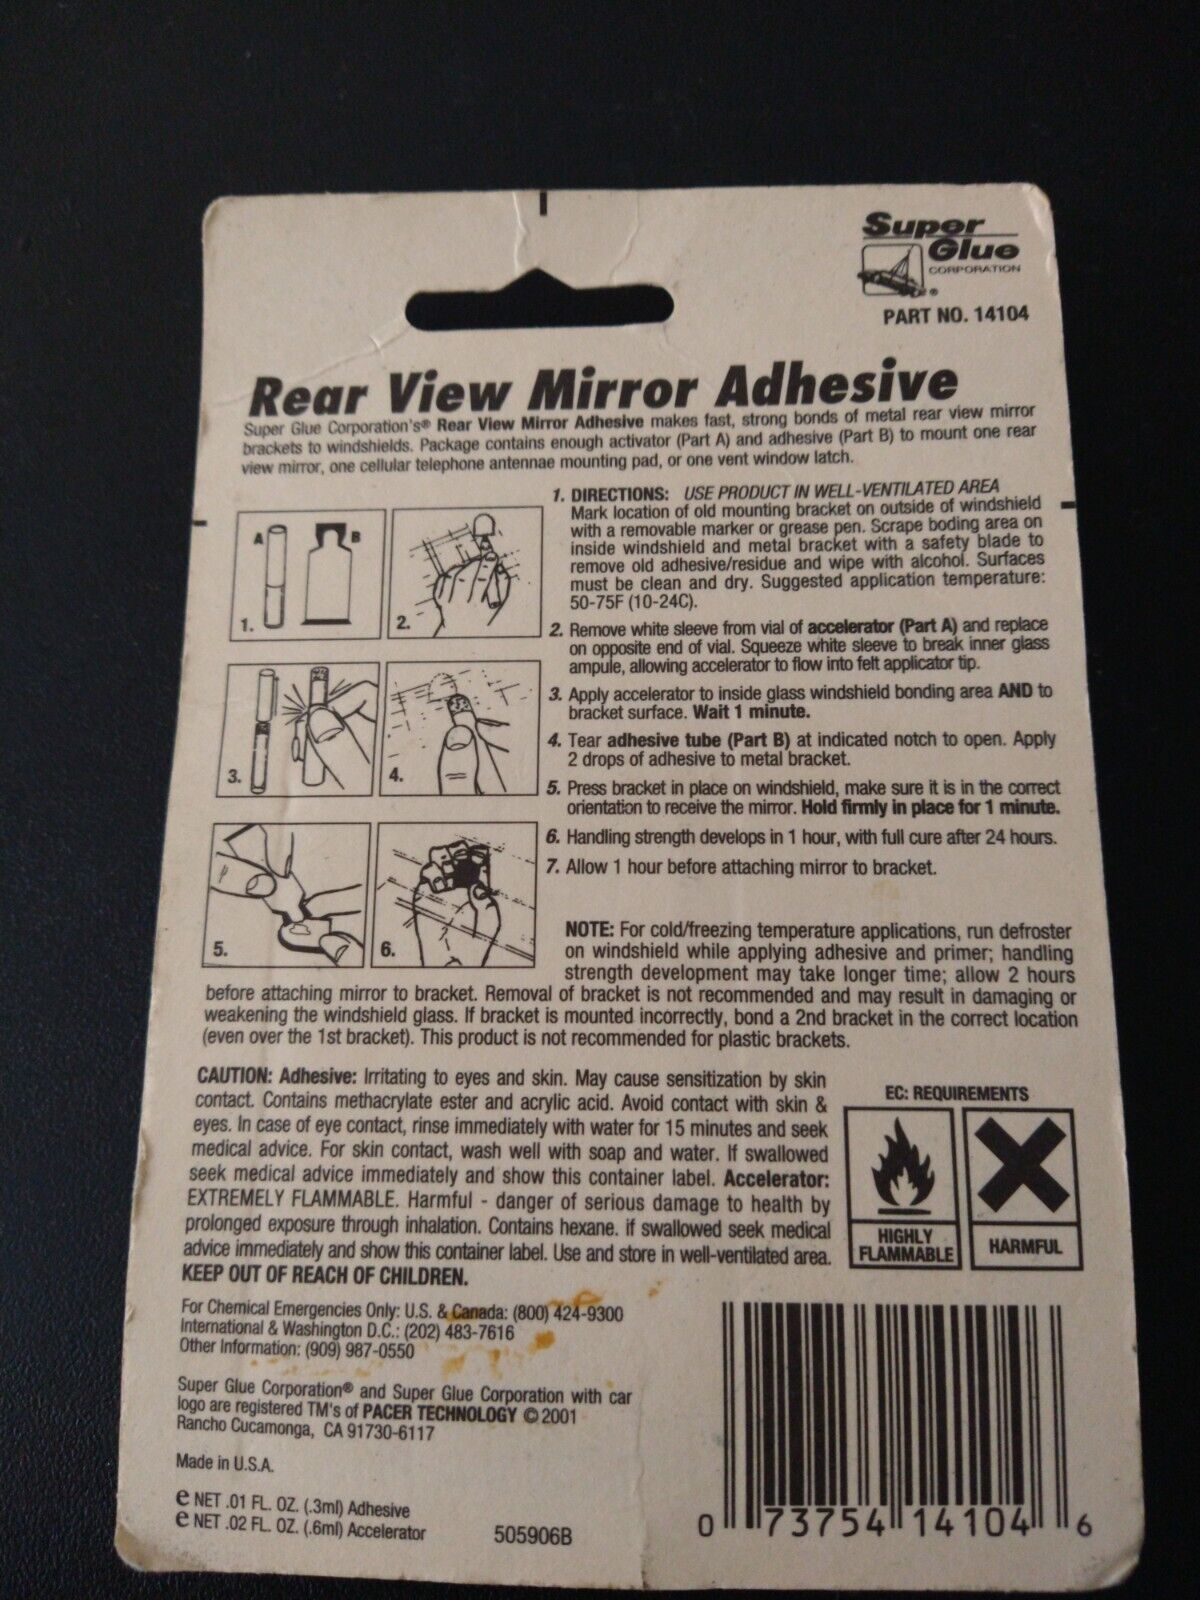 Super
Glue
CORPORATION
®
PART NO. 14104
Rear View Mirror Adhesive
Super Glue Corporation's® Rear View Mirror Adhesive makes fast, strong bonds of metal rear view mirror
brackets to windshields. Package contains enough activator (Part A) and adhesive (Part B) to mount one rear
view mirror, one cellular telephone antennae mounting pad, or one vent window latch.
A
B
1.
2.
3.
4.
5.
6.
1. DIRECTIONS: USE PRODUCT IN WELL-VENTILATED AREA
Mark location of old mounting bracket on outside of windshield
with a removable marker or grease pen. Scrape boding area on
inside windshield and metal bracket with a safety blade to
remove old adhesive/residue and wipe with alcohol. Surfaces
must be clean and dry. Suggested application temperature:
50-75F (10-24C).
2. Remove white sleeve from vial of accelerator (Part A) and replace
on opposite end of vial. Squeeze white sleeve to break inner glass
ampule, allowing accelerator to flow into felt applicator tip.
3. Apply accelerator to inside glass windshield bonding area AND to
bracket surface. Wait 1 minute.
4. Tear adhesive tube (Part B) at indicated notch to open. Apply
2 drops of adhesive to metal bracket.
5. Press bracket in place on windshield, make sure it is in the correct
orientation to receive the mirror. Hold firmly in place for 1 minute.
6. Handling strength develops in 1 hour, with full cure after 24 hours.
7. Allow 1 hour before attaching mirror to bracket.
NOTE: For cold/freezing temperature applications, run defroster
on windshield while applying adhesive and primer; handling
strength development may take longer time; allow 2 hours
before attaching mirror to bracket. Removal of bracket is not recommended and may result in damaging or
weakening the windshield glass. If bracket is mounted incorrectly, bond a 2nd bracket in the correct location
(even over the 1st bracket). This product is not recommended for plastic brackets.
CAUTION: Adhesive: Irritating to eyes and skin. May cause sensitization by skin
contact. Contains methacrylate ester and acrylic acid. Avoid contact with skin &
eyes. In case of eye contact, rinse immediately with water for 15 minutes and seek
medical advice. For skin contact, wash well with soap and water. If swallowed
seek medical advice immediately and show this container label. Accelerator:
EXTREMELY FLAMMABLE. Harmful - danger of serious damage to health by
prolonged exposure through inhalation. Contains hexane. if swallowed seek medical
advice immediately and show this container label. Use and store in well-ventilated area.
KEEP OUT OF REACH OF CHILDREN.
EC: REQUIREMENTS
HIGHLY
FLAMMABLE
HARMFUL
For Chemical Emergencies Only: U.S. & Canada: (800) 424-9300
International & Washington D.C.: (202) 483-7616
Other Information: (909) 987-0550
Super Glue Corporation® and Super Glue Corporation with car
logo are registered TM's of PACER TECHNOLOGY ©2001
Rancho Cucamonga, CA 91730-6117
Made in U.S.A.
e NET .01 FL. OZ. (.3ml) Adhesive
e NET .02 FL. OZ. (.6ml) Accelerator
505906B
0 73754 14104 6